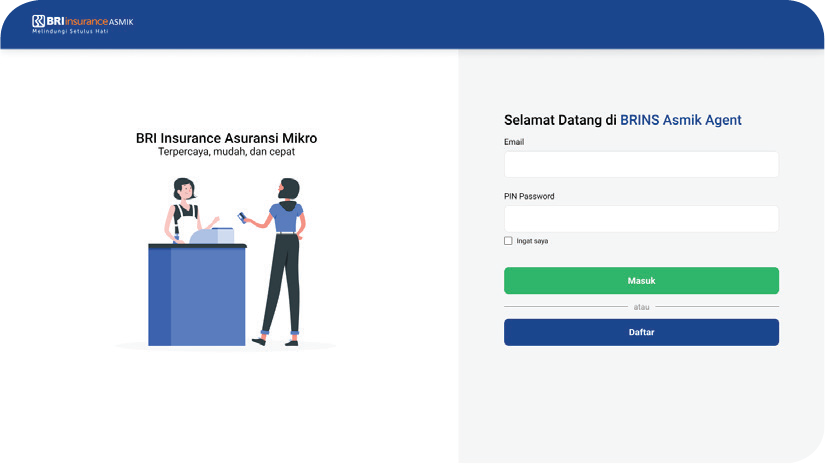 BRI insurance ASMIK
Melindungi Setulus Hati
BRI Insurance Asuransi Mikro
Terpercaya, mudah, dan cepat
Selamat Datang di BRINS Asmik Agent
Email
PIN Password
Ingat saya
Masuk
atau
Daftar